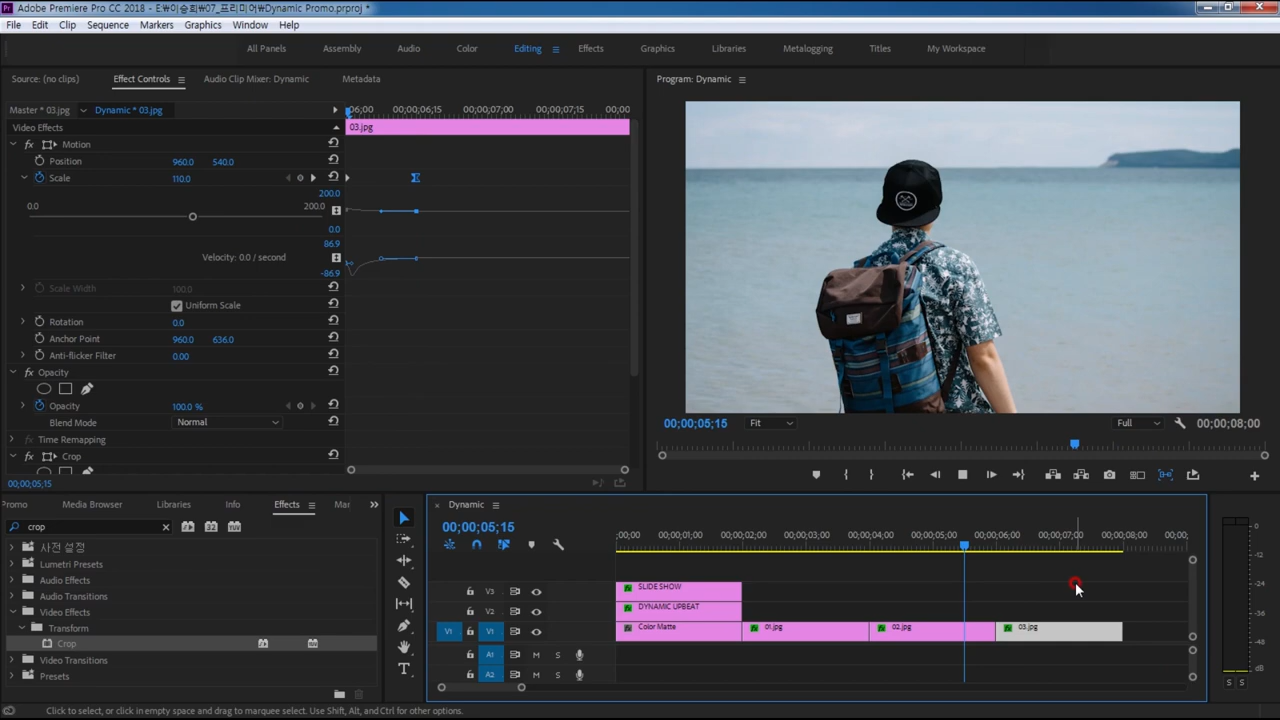 Adobe Premiere Pro CC 2018 - E:₩이승희₩07_프리미어₩Dynamic Promo.prproj *
File Edit Clip Sequence Markers Graphics Window Help
All Panels Assembly Audio Color Editing Effects Graphics Libraries Metalogging Titles My Workspace
Source: (no clips) Effect Controls Audio Clip Mixer: Dynamic Metadata
Program: Dynamic
Master * 03.jpg Dynamic * 03.jpg
;06;00 00;00;06;15 00;00;07;00 00;00;07;15 00;00
Video Effects
03.jpg
fx Motion
Position 960.0 540.0
Scale 110.0
200.0
0.0 200.0
0.0
86.9
Velocity: 0.0 / second
-86.9
Scale Width 100.0
Uniform Scale
Rotation 0.0
Anchor Point 960.0 636.0
Anti-flicker Filter 0.00
fx Opacity
Opacity 100.0 %
Blend Mode Normal
Time Remapping
fx Crop
00;00;05;15
00;00;05;15 Fit Full 00;00;08;00
Promo Media Browser Libraries Info Effects Mar
crop
사전 설정
Lumetri Presets
Audio Effects
Audio Transitions
Video Effects
Transform
Crop
Video Transitions
Presets
× Dynamic
00;00;05;15
;00;00 00;00;01;00 00;00;02;00 00;00;03;00 00;00;04;00 00;00;05;00 00;00;06;00 00;00;07;00 00;00;08;00 00;00;
V3 SLIDE SHOW
V2 DYNAMIC UPBEAT
V1 V1 Color Matte 01.jpg 02.jpg 03.jpg
A1 M S
A2 M S
0
-12
-24
-36
-48
dB
S S
Click to select, or click in empty space and drag to marquee select. Use Shift, Alt, and Ctrl for other options.